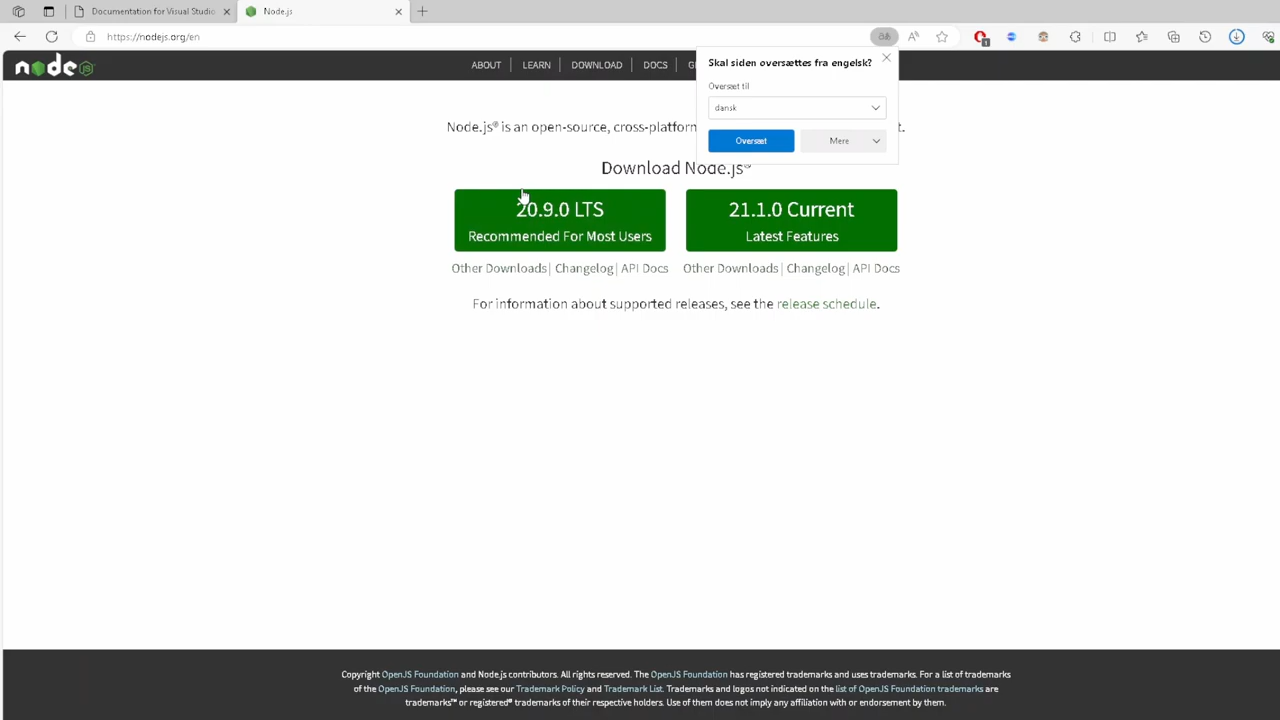 Documentation for Visual Studio
Node.js
https://nodejs.org/en
1
node
JS
ABOUT
LEARN
DOWNLOAD
DOCS
Skal siden oversættes fra engelsk?
Oversæt til
dansk
Oversæt
Mere
Node.js® is an open-source, cross-platform
Download Node.js®
20.9.0 LTS
Recommended For Most Users
21.1.0 Current
Latest Features
Other Downloads | Changelog | API Docs
Other Downloads | Changelog | API Docs
For information about supported releases, see the release schedule.
Copyright OpenJS Foundation and Node.js contributors. All rights reserved. The OpenJS Foundation has registered trademarks and uses trademarks. For a list of trademarks
of the OpenJS Foundation, please see our Trademark Policy and Trademark List. Trademarks and logos not indicated on the list of OpenJS Foundation trademarks are
trademarks™ or registered® trademarks of their respective holders. Use of them does not imply any affiliation with or endorsement by them.